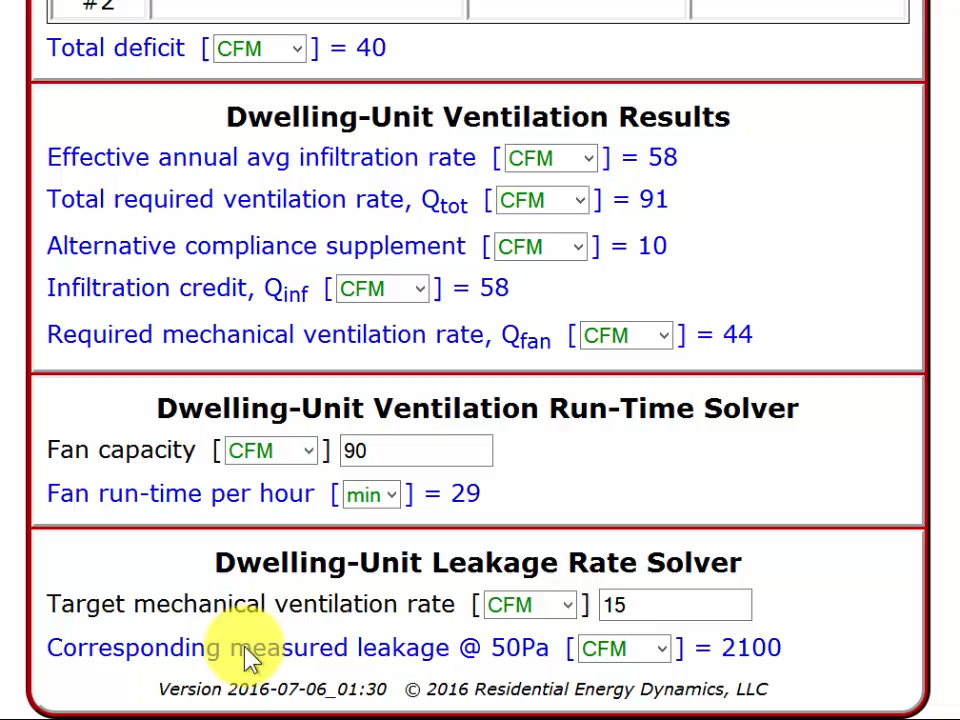 #2
Total deficit [CFM] = 40
Dwelling-Unit Ventilation Results
Effective annual avg infiltration rate [CFM] = 58
Total required ventilation rate, Qtot [CFM] = 91
Alternative compliance supplement [CFM] = 10
Infiltration credit, Qinf [CFM] = 58
Required mechanical ventilation rate, Qfan [CFM] = 44
Dwelling-Unit Ventilation Run-Time Solver
Fan capacity [CFM] 90
Fan run-time per hour [min] = 29
Dwelling-Unit Leakage Rate Solver
Target mechanical ventilation rate [CFM] 15
Corresponding measured leakage @ 50Pa [CFM] = 2100
Version 2016-07-06_01:30 © 2016 Residential Energy Dynamics, LLC